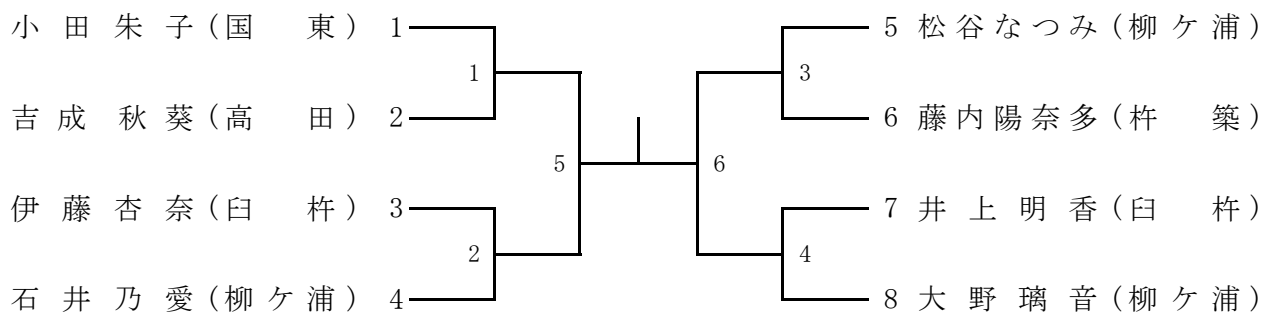 小田朱子(国東) 1
吉成秋葵(高田) 2
伊藤杏奈(臼杵) 3
石井乃愛(柳ケ浦) 4
1
2
5
6
3
4
5 松谷なつみ(柳ケ浦)
6 藤内陽奈多(杵築)
7 井上明香(臼杵)
8 大野璃音(柳ケ浦)